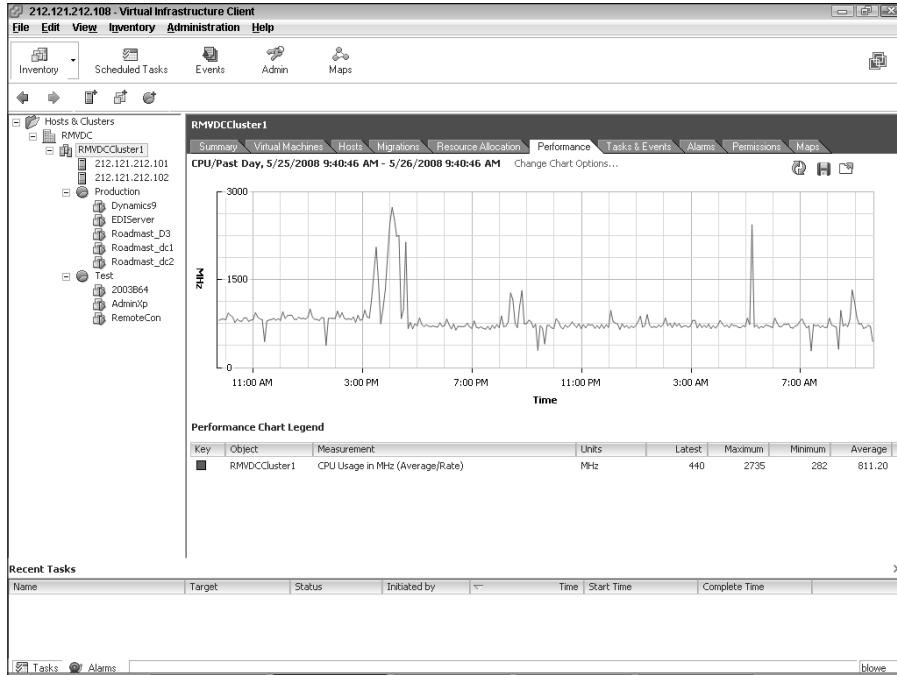 212.121.212.108 - Virtual Infrastructure Client
File Edit View Inventory Administration Help
Inventory Scheduled Tasks Events Admin Maps
Hosts & Clusters
RMVDC
RMVDCCluster1
212.121.212.101
212.121.212.102
Production
Dynamics9
EDIServer
Roadmast_D3
Roadmast_dc1
Roadmast_dc2
Test
2003B64
AdminXp
RemoteCon
RMVDCCluster1
Summary Virtual Machines Hosts Migrations Resource Allocation Performance Tasks & Events Alarms Permissions Maps
CPU/Past Day, 5/25/2008 9:40:46 AM - 5/26/2008 9:40:46 AM Change Chart Options...
3000
1500
0
MHz
11:00 AM 3:00 PM 7:00 PM 11:00 PM 3:00 AM 7:00 AM
Time
Performance Chart Legend
Key Object Measurement Units Latest Maximum Minimum Average
RMVDCCluster1 CPU Usage in MHz (Average/Rate) MHz 440 2735 282 811.20
Recent Tasks
Name Target Status Initiated by Time Start Time Complete Time
Tasks Alarms blowe